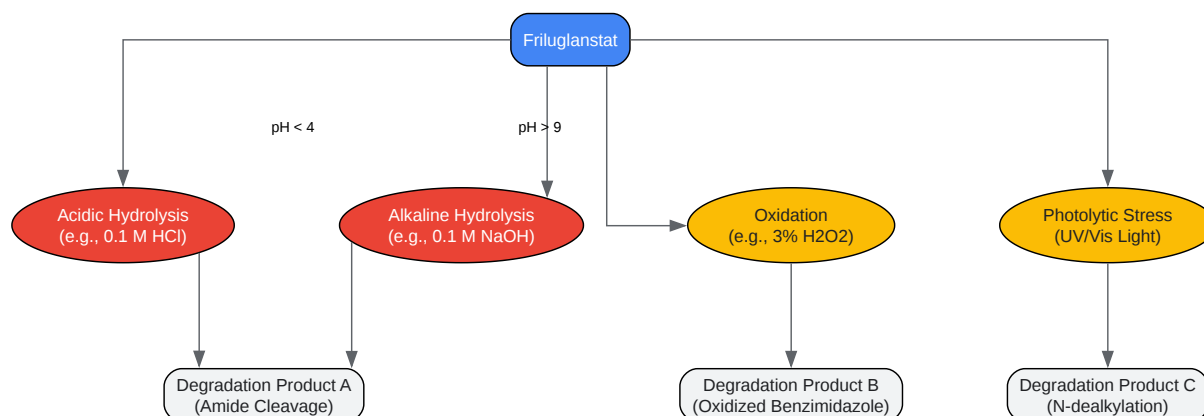 Friluglanstat
pH < 4
pH > 9
Acidic Hydrolysis
(e.g., 0.1 M HCl)
Alkaline Hydrolysis
(e.g., 0.1 M NaOH)
Oxidation
(e.g., 3% H2O2)
Photolytic Stress
(UV/Vis Light)
Degradation Product A
(Amide Cleavage)
Degradation Product B
(Oxidized Benzimidazole)
Degradation Product C
(N-dealkylation)